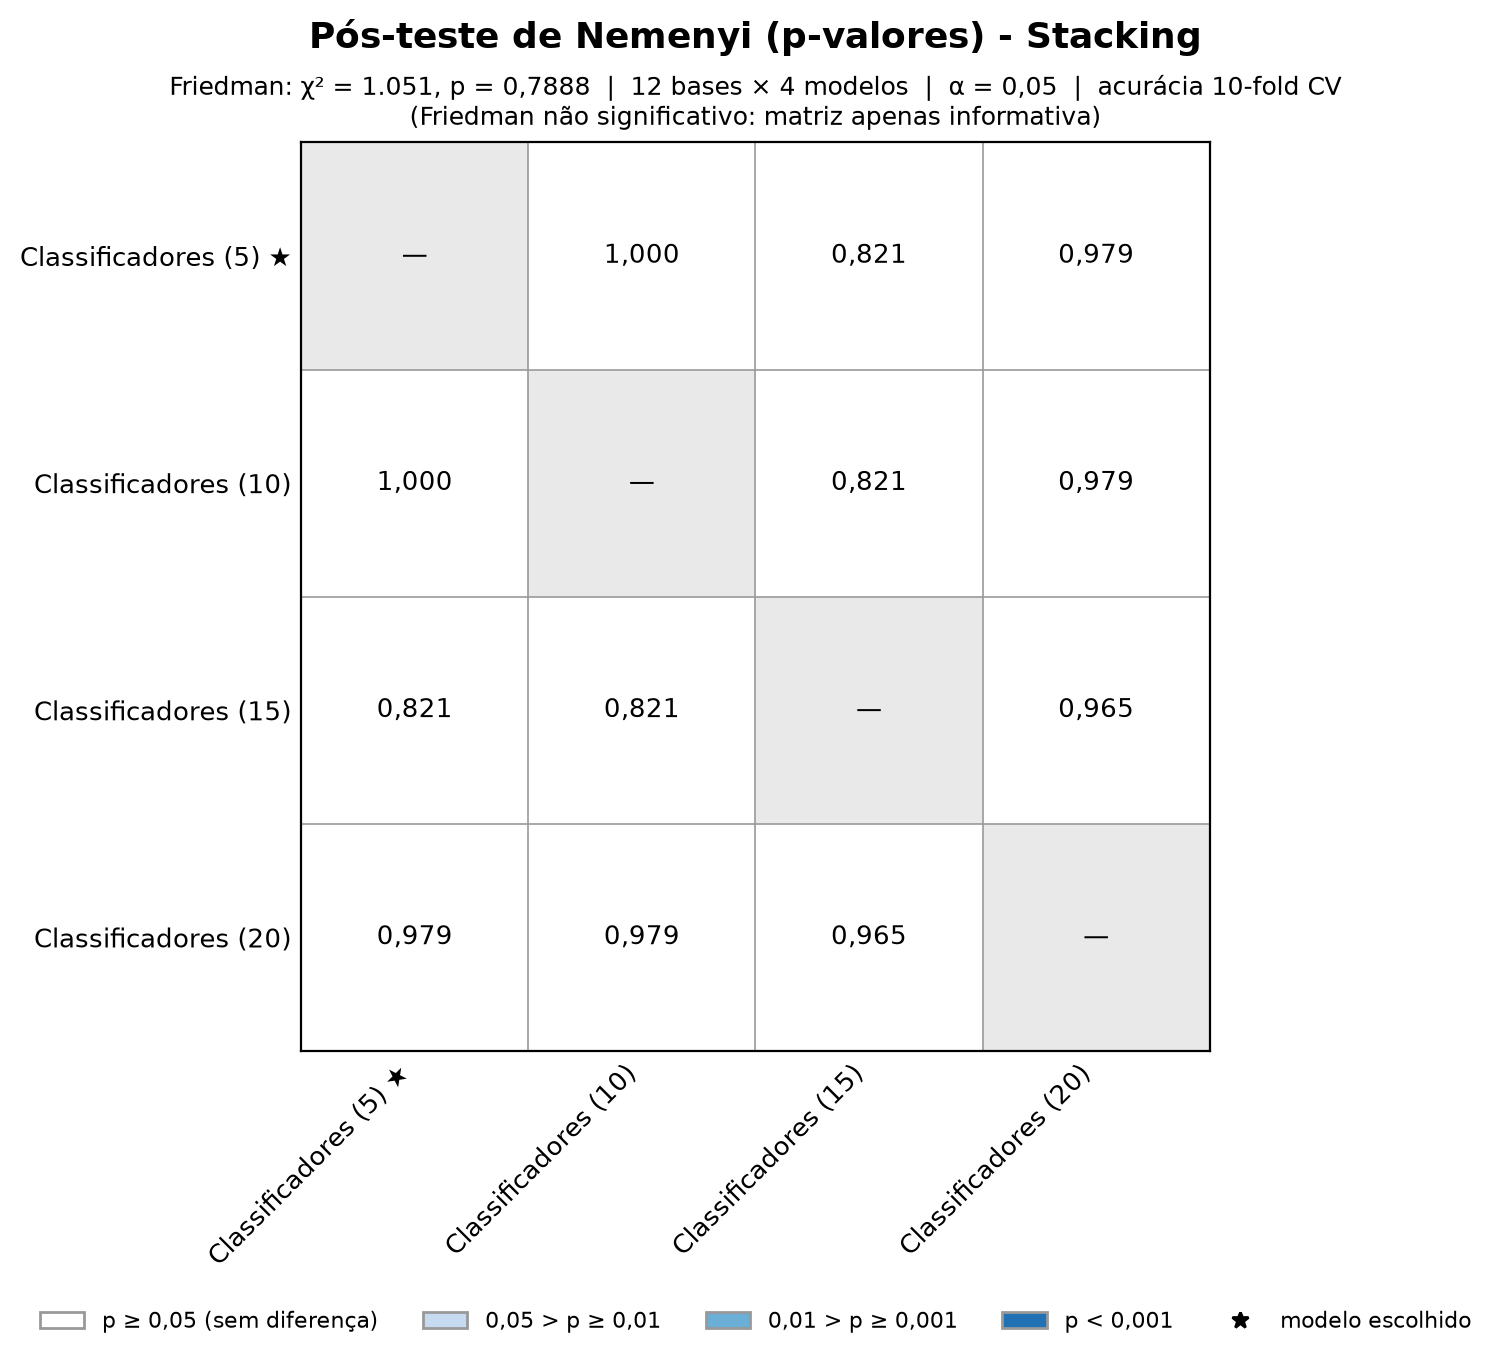 Pós-teste de Nemenyi (p-valores) - Stacking
Friedman: χ² = 1.051, p = 0,7888 | 12 bases × 4 modelos | α = 0,05 | acurácia 10-fold CV
(Friedman não significativo: matriz apenas informativa)
Classificadores (5) ★ — 1,000 0,821 0,979
Classificadores (10) 1,000 — 0,821 0,979
Classificadores (15) 0,821 0,821 — 0,965
Classificadores (20) 0,979 0,979 0,965 —
Classificadores (5) ★
Classificadores (10)
Classificadores (15)
Classificadores (20)
p ≥ 0,05 (sem diferença) 0,05 > p ≥ 0,01 0,01 > p ≥ 0,001 p < 0,001 ★ modelo escolhido